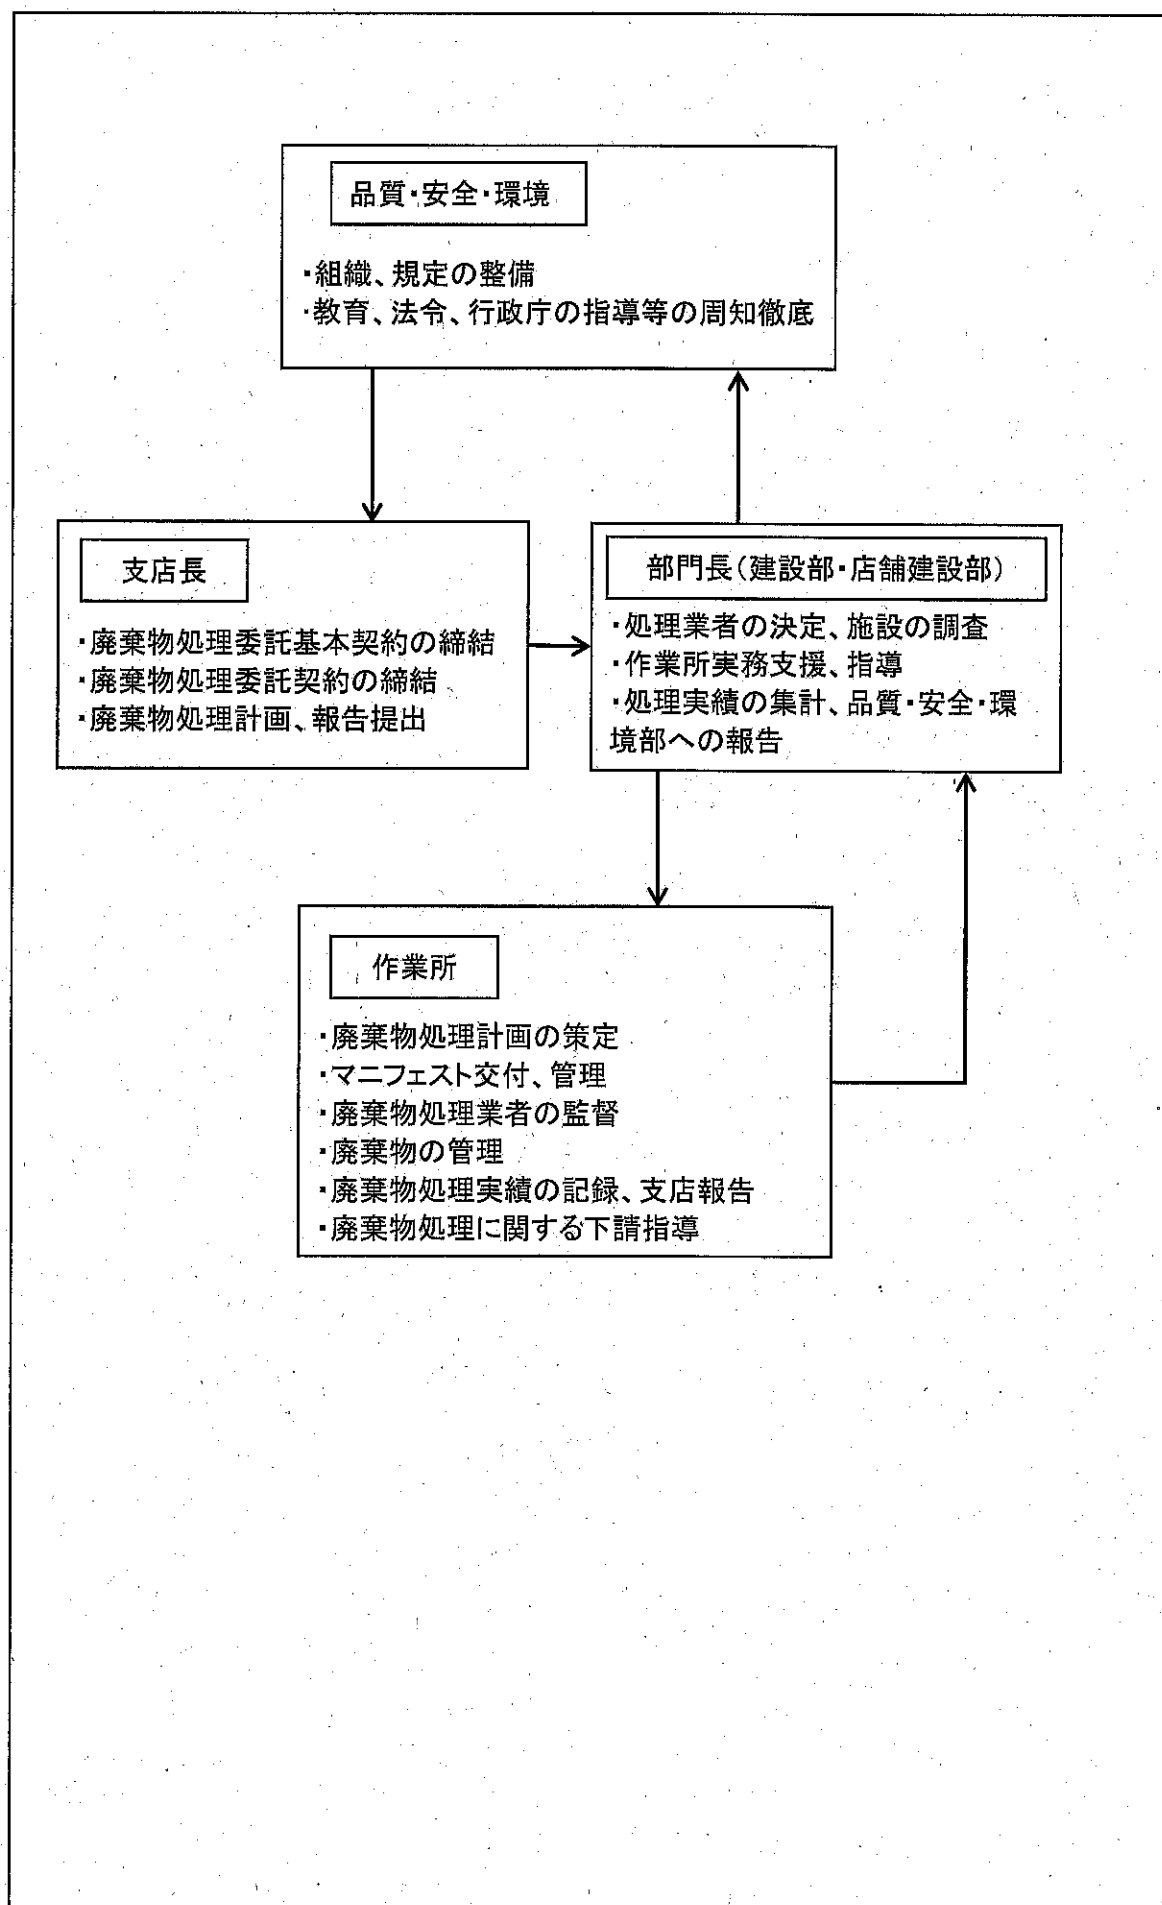 品質・安全・環境
・組織、規定の整備
・教育、法令、行政庁の指導等の周知徹底
支店長
・廃棄物処理委託基本契約の締結
・廃棄物処理委託契約の締結
・廃棄物処理計画、報告提出
部門長(建設部・店舗建設部)
・処理業者の決定、施設の調査
・作業所実務支援、指導
・処理実績の集計、品質・安全・環
境部への報告
作業所
・廃棄物処理計画の策定
・マニフェスト交付、管理
・廃棄物処理業者の監督
・廃棄物の管理
・廃棄物処理実績の記録、支店報告
・廃棄物処理に関する下請指導